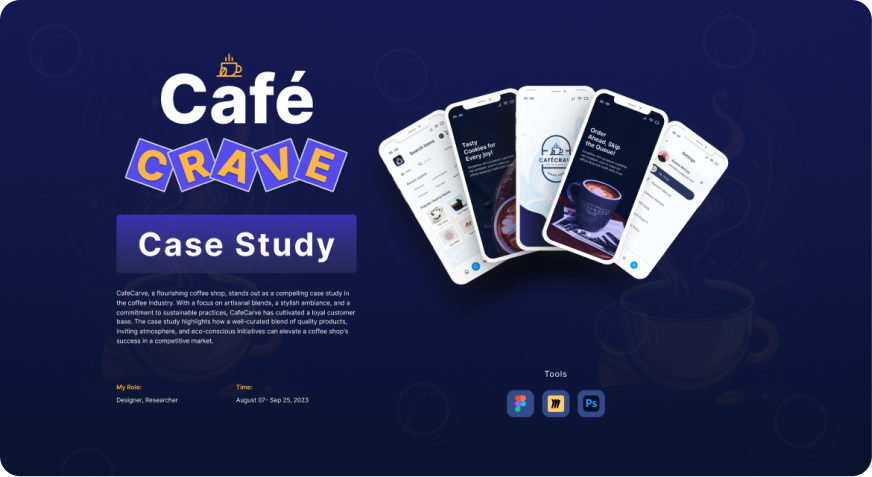 Café
CRAVE
Case Study
CafeCarve, a flourishing coffee shop, stands out as a compelling case study in
the coffee industry. With a focus on artisanal blends, a stylish ambiance, and a
commitment to sustainable practices, CafeCarve has cultivated a loyal customer
base. The case study highlights how a well-curated blend of quality products,
inviting atmosphere, and eco-conscious initiatives can elevate a coffee shop's
success in a competitive market.
My Role:
Designer, Researcher
Time:
August 07- Sep 25, 2023
Search Items
Popular Search Items
Tasty
Cookies for
Every joy!
CAFÉCRAVE
Order
Ahead, Skip
the Queue!
Settings
Tools
Ps